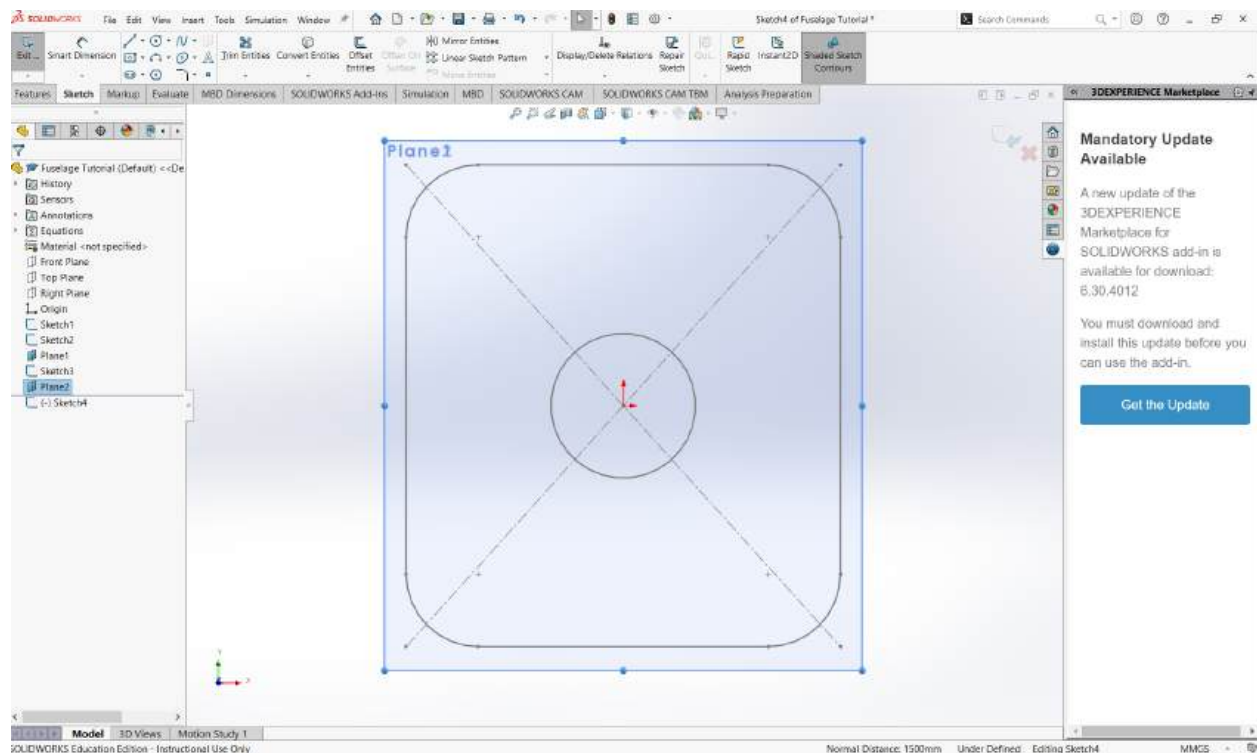 SOLIDWORKS File Edit View Insert Tools Simulation Window Sketch4 of Fuselage Tutorial * Search Commands
Exit... Smart Dimension Trim Entities Convert Entities Offset Entities Mirror Entities
Linear Sketch Pattern
Move Entities
Display/Delete Relations Repair Sketch Rapid Sketch Instant2D Shaded Sketch Contours
Features Sketch Markup Evaluate MBD Dimensions SOLIDWORKS Add-Ins Simulation MBD SOLIDWORKS CAM SOLIDWORKS CAM TBM Analysis Preparation
Fuselage Tutorial (Default) <<De
History
Sensors
Annotations
Equations
Material <not specified>
Front Plane
Top Plane
Right Plane
Origin
Sketch1
Sketch2
Plane1
Sketch3
Plane2
(-) Sketch4
3DEXPERIENCE Marketplace
Mandatory Update
Available
A new update of the
3DEXPERIENCE
Marketplace for
SOLIDWORKS add-in is
available for download:
6.30.4012
You must download and
install this update before you
can use the add-in.
Get the Update
Model 3D Views Motion Study 1
SOLIDWORKS Education Edition - Instructional Use Only Normal Distance: 1500mm Under Defined Editing Sketch4 MMGS